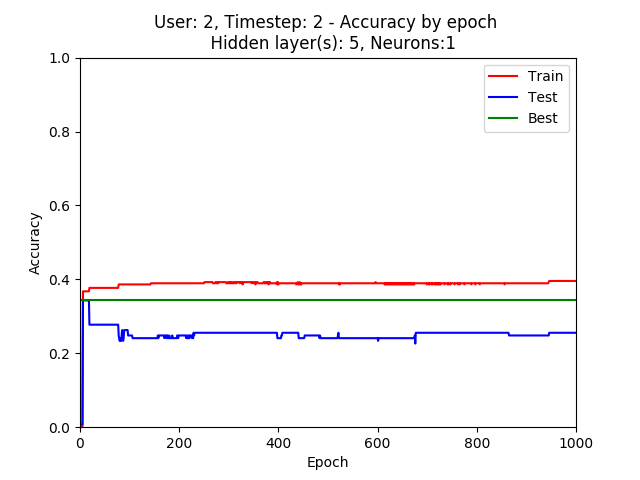 User: 2, Timestep: 2 - Accuracy by epoch
Hidden layer(s): 5, Neurons:1
Train
Test
Best
1.0
0.8
0.6
0.4
0.2
0.0
Accuracy
0 200 400 600 800 1000
Epoch